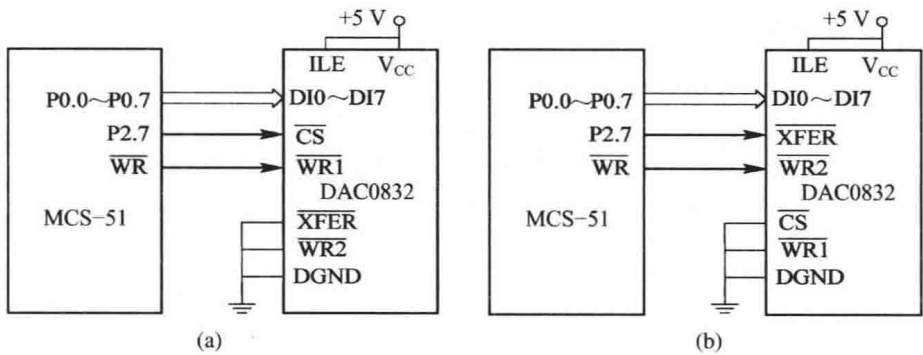 +5 V
ILE VCC
P0.0~P0.7 DI0~DI7
P2.7 CS
WR WR1
DAC0832
MCS-51 XFER
WR2
DGND
(a)
+5 V
ILE VCC
P0.0~P0.7 DI0~DI7
P2.7 XFER
WR WR2
DAC0832
MCS-51 CS
WR1
DGND
(b)